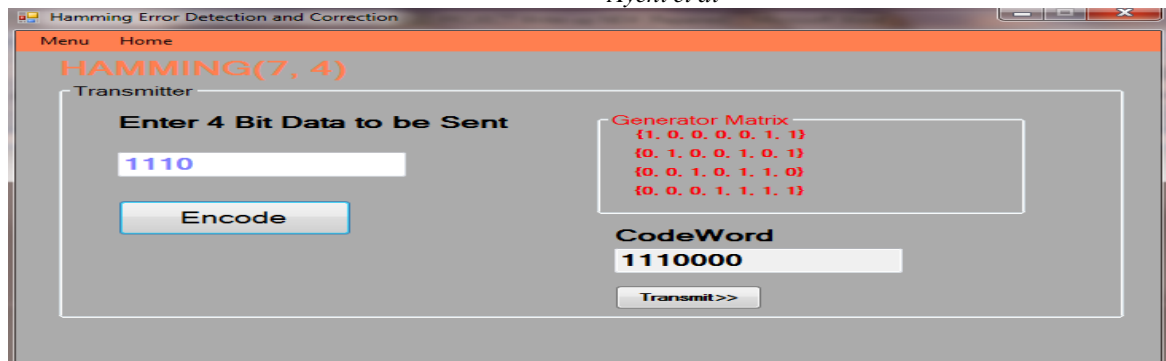 Hamming Error Detection and Correction
Menu Home
HAMMING(7, 4)
Transmitter
Enter 4 Bit Data to be Sent
1110
Encode
Generator Matrix
{1, 0, 0, 0, 0, 1, 1}
{0, 1, 0, 0, 1, 0, 1}
{0, 0, 1, 0, 1, 1, 0}
{0, 0, 0, 1, 1, 1, 1}
CodeWord
1110000
Transmit>>